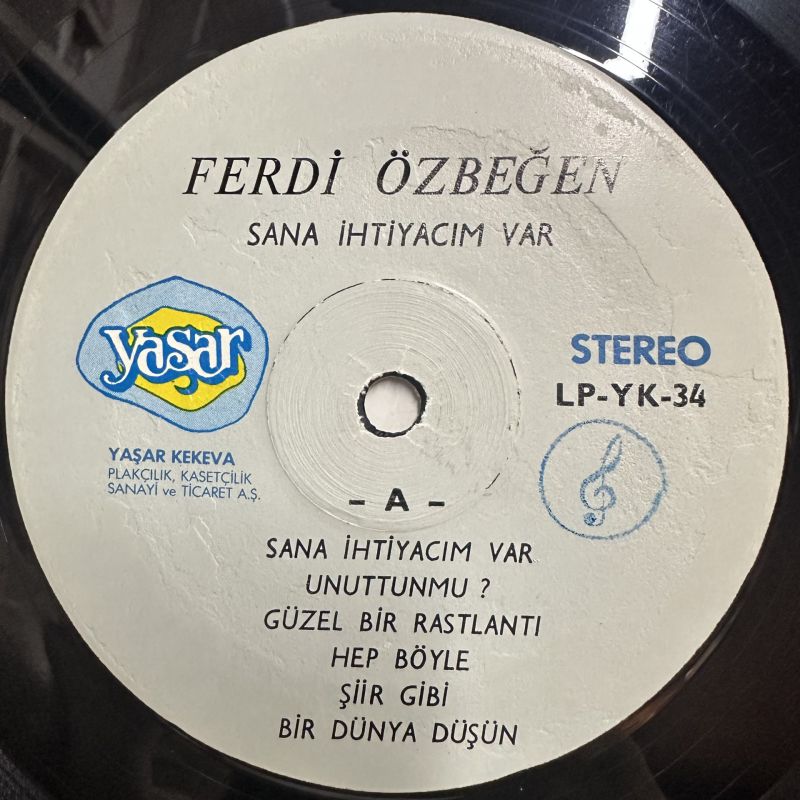 FERDİ ÖZBEĞEN
SANA İHTİYACIM VAR
yaşar
STEREO
LP-YK-34
YAŞAR KEKEVA
PLAKÇILIK, KASETÇİLİK
SANAYİ ve TİCARET A.Ş.
- A -
SANA İHTİYACIM VAR
UNUTTUNMU ?
GÜZEL BİR RASTLANTI
HEP BÖYLE
ŞİİR GİBİ
BİR DÜNYA DÜŞÜN